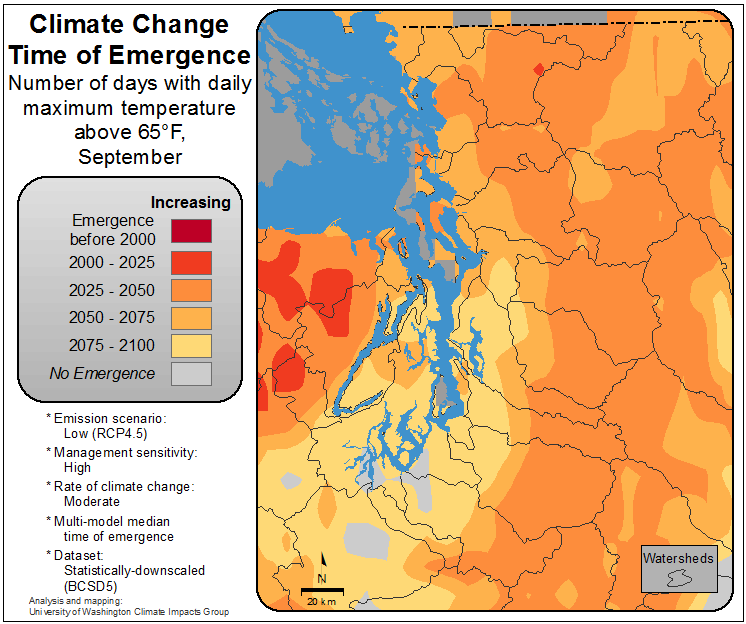 Climate Change
Time of Emergence
Number of days with daily
maximum temperature
above 65°F,
September
Increasing
Emergence
before 2000
2000 - 2025
2025 - 2050
2050 - 2075
2075 - 2100
No Emergence
* Emission scenario:
Low (RCP4.5)
* Management sensitivity:
High
* Rate of climate change:
Moderate
* Multi-model median
time of emergence
* Dataset:
Statistically-downscaled
(BCSD5)
Analysis and mapping:
University of Washington Climate Impacts Group
N
20 km
Watersheds